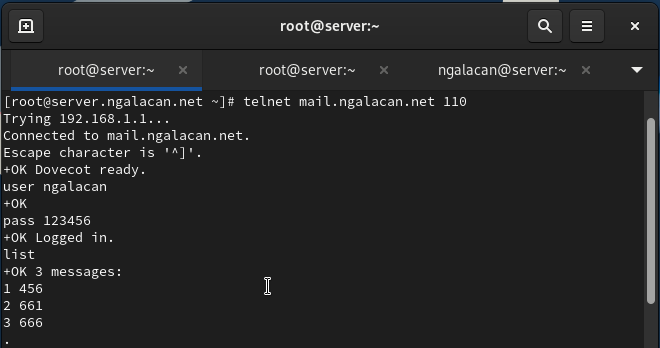 root@server:~
root@server:~ × root@server:~ × ngalacan@server:~ ×
[root@server.ngalacan.net ~]# telnet mail.ngalacan.net 110
Trying 192.168.1.1...
Connected to mail.ngalacan.net.
Escape character is '^]'.
+OK Dovecot ready.
user ngalacan
+OK
pass 123456
+OK Logged in.
list
+OK 3 messages:
1 456
2 661
3 666
.